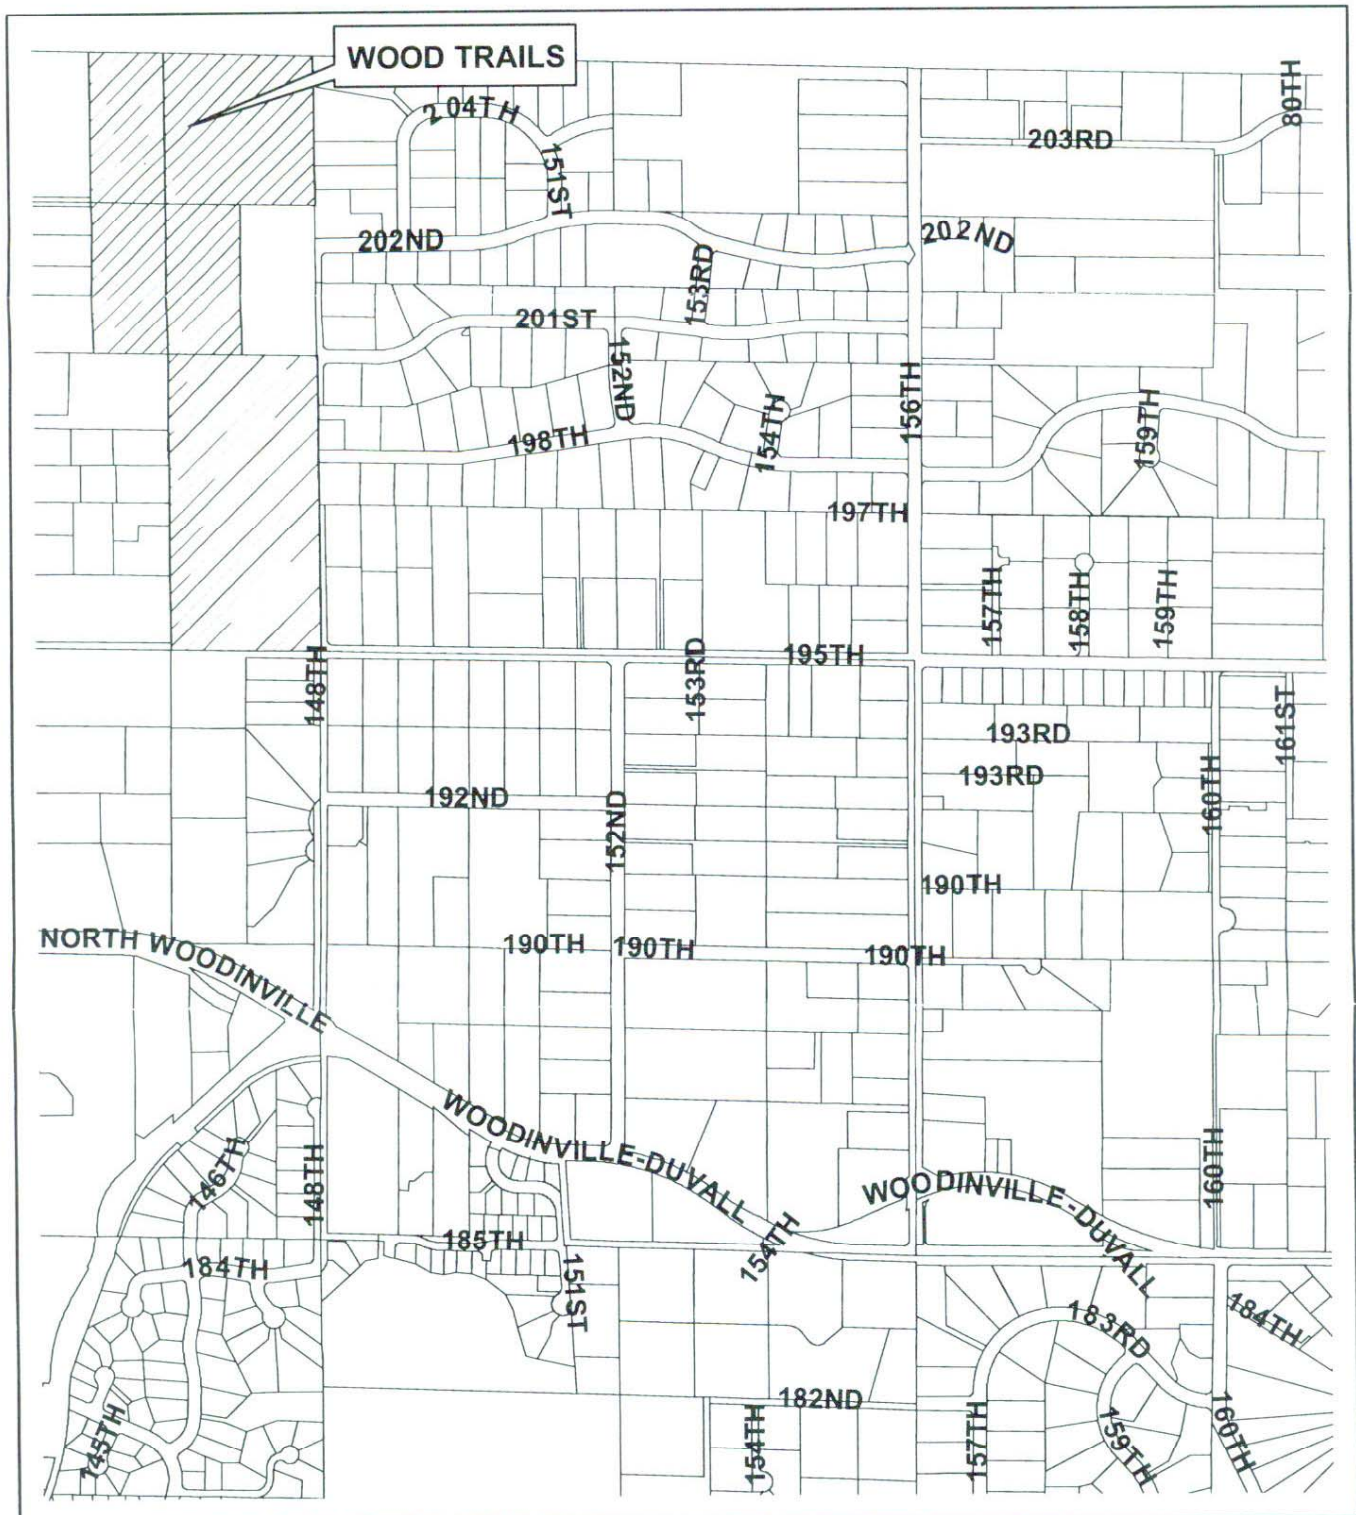 WOOD TRAILS
80TH
204TH
203RD
151ST
202ND
202ND
153RD
201ST
152ND
156TH
159TH
154TH
198TH
197TH
157TH
158TH
159TH
195TH
148TH
153RD
161ST
193RD
193RD
160TH
192ND
152ND
190TH
NORTH WOODINVILLE
190TH
190TH
190TH
WOODINVILLE-DUVALL
146TH
148TH
160TH
WOODINVILLE-DUVALL
154TH
185TH
184TH
151ST
183RD
184TH
182ND
145TH
154TH
157TH
159TH
160TH